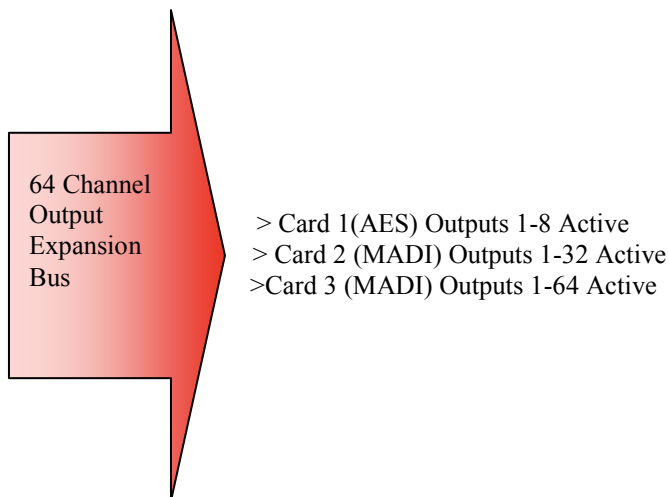 64 Channel
Output
Expansion
Bus
> Card 1(AES) Outputs 1-8 Active
> Card 2 (MADI) Outputs 1-32 Active
>Card 3 (MADI) Outputs 1-64 Active